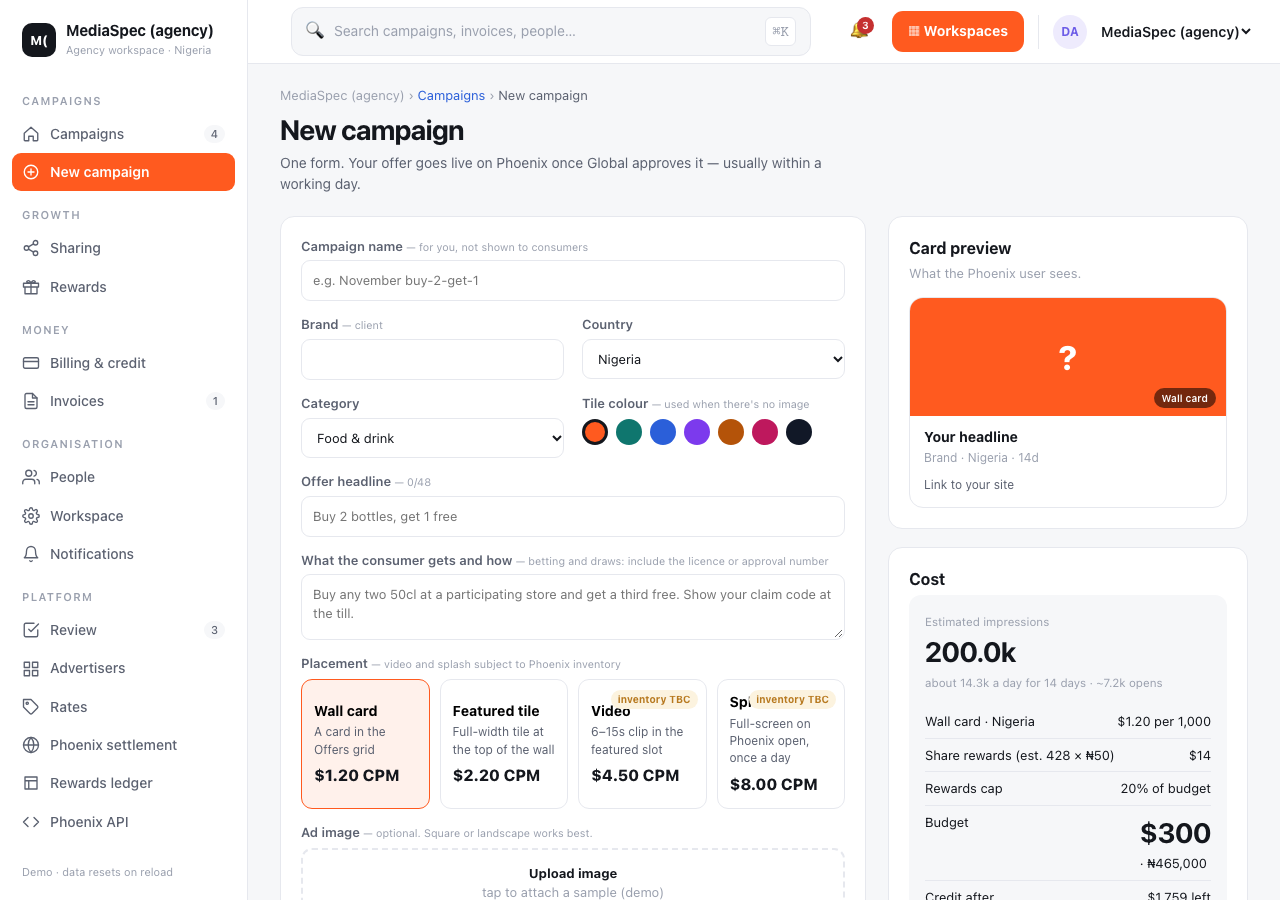 M(
MediaSpec (agency)
Agency workspace · Nigeria
CAMPAIGNS
Campaigns 4
New campaign
GROWTH
Sharing
Rewards
MONEY
Billing & credit
Invoices 1
ORGANISATION
People
Workspace
Notifications
PLATFORM
Review 3
Advertisers
Rates
Phoenix settlement
Rewards ledger
Phoenix API
Demo · data resets on reload
Search campaigns, invoices, people… ⌘K
3
Workspaces
DA
MediaSpec (agency)
MediaSpec (agency) › Campaigns › New campaign
New campaign
One form. Your offer goes live on Phoenix once Global approves it — usually within a
working day.
Campaign name — for you, not shown to consumers
e.g. November buy-2-get-1
Brand — client
Country
Nigeria
Category
Food & drink
Tile colour — used when there's no image
Offer headline — 0/48
Buy 2 bottles, get 1 free
What the consumer gets and how — betting and draws: include the licence or approval number
Buy any two 50cl at a participating store and get a third free. Show your claim code at
the till.
Placement — video and splash subject to Phoenix inventory
Wall card
A card in the
Offers grid
$1.20 CPM
Featured tile
Full-width tile at
the top of the wall
$2.20 CPM
inventory TBC
Video
6–15s clip in the
featured slot
$4.50 CPM
inventory TBC
Full-screen on
Phoenix open,
once a day
$8.00 CPM
Ad image — optional. Square or landscape works best.
Upload image
tap to attach a sample (demo)
Card preview
What the Phoenix user sees.
?
Wall card
Your headline
Brand · Nigeria · 14d
Link to your site
Cost
Estimated impressions
200.0k
about 14.3k a day for 14 days · ~7.2k opens
Wall card · Nigeria $1.20 per 1,000
Share rewards (est. 428 × ₦50) $14
Rewards cap 20% of budget
Budget $300
· ₦465,000
Credit after $1,759 left